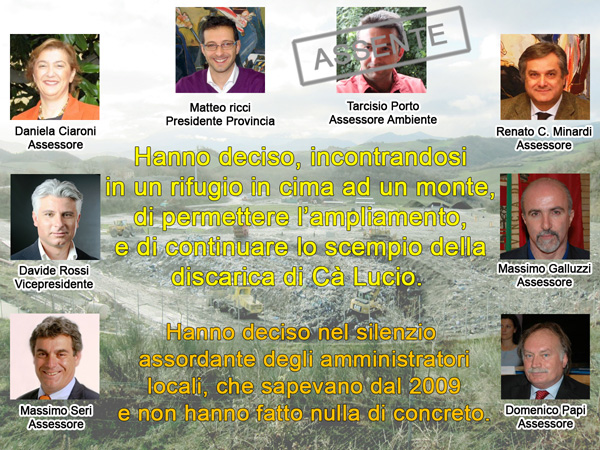 ASSENTE
Daniela Ciaroni
Assessore
Matteo ricci
Presidente Provincia
Tarcisio Porto
Assessore Ambiente
Renato C. Minardi
Assessore
Hanno deciso, incontrandosi
in un rifugio in cima ad un monte,
di permettere l'ampliamento,
e di continuare lo scempio della
discarica di Cà Lucio.
Davide Rossi
Vicepresidente
Massimo Galluzzi
Assessore
Hanno deciso nel silenzio
assordante degli amministratori
locali, che sapevano dal 2009
e non hanno fatto nulla di concreto.
Massimo Seri
Assessore
Domenico Papi
Assessore